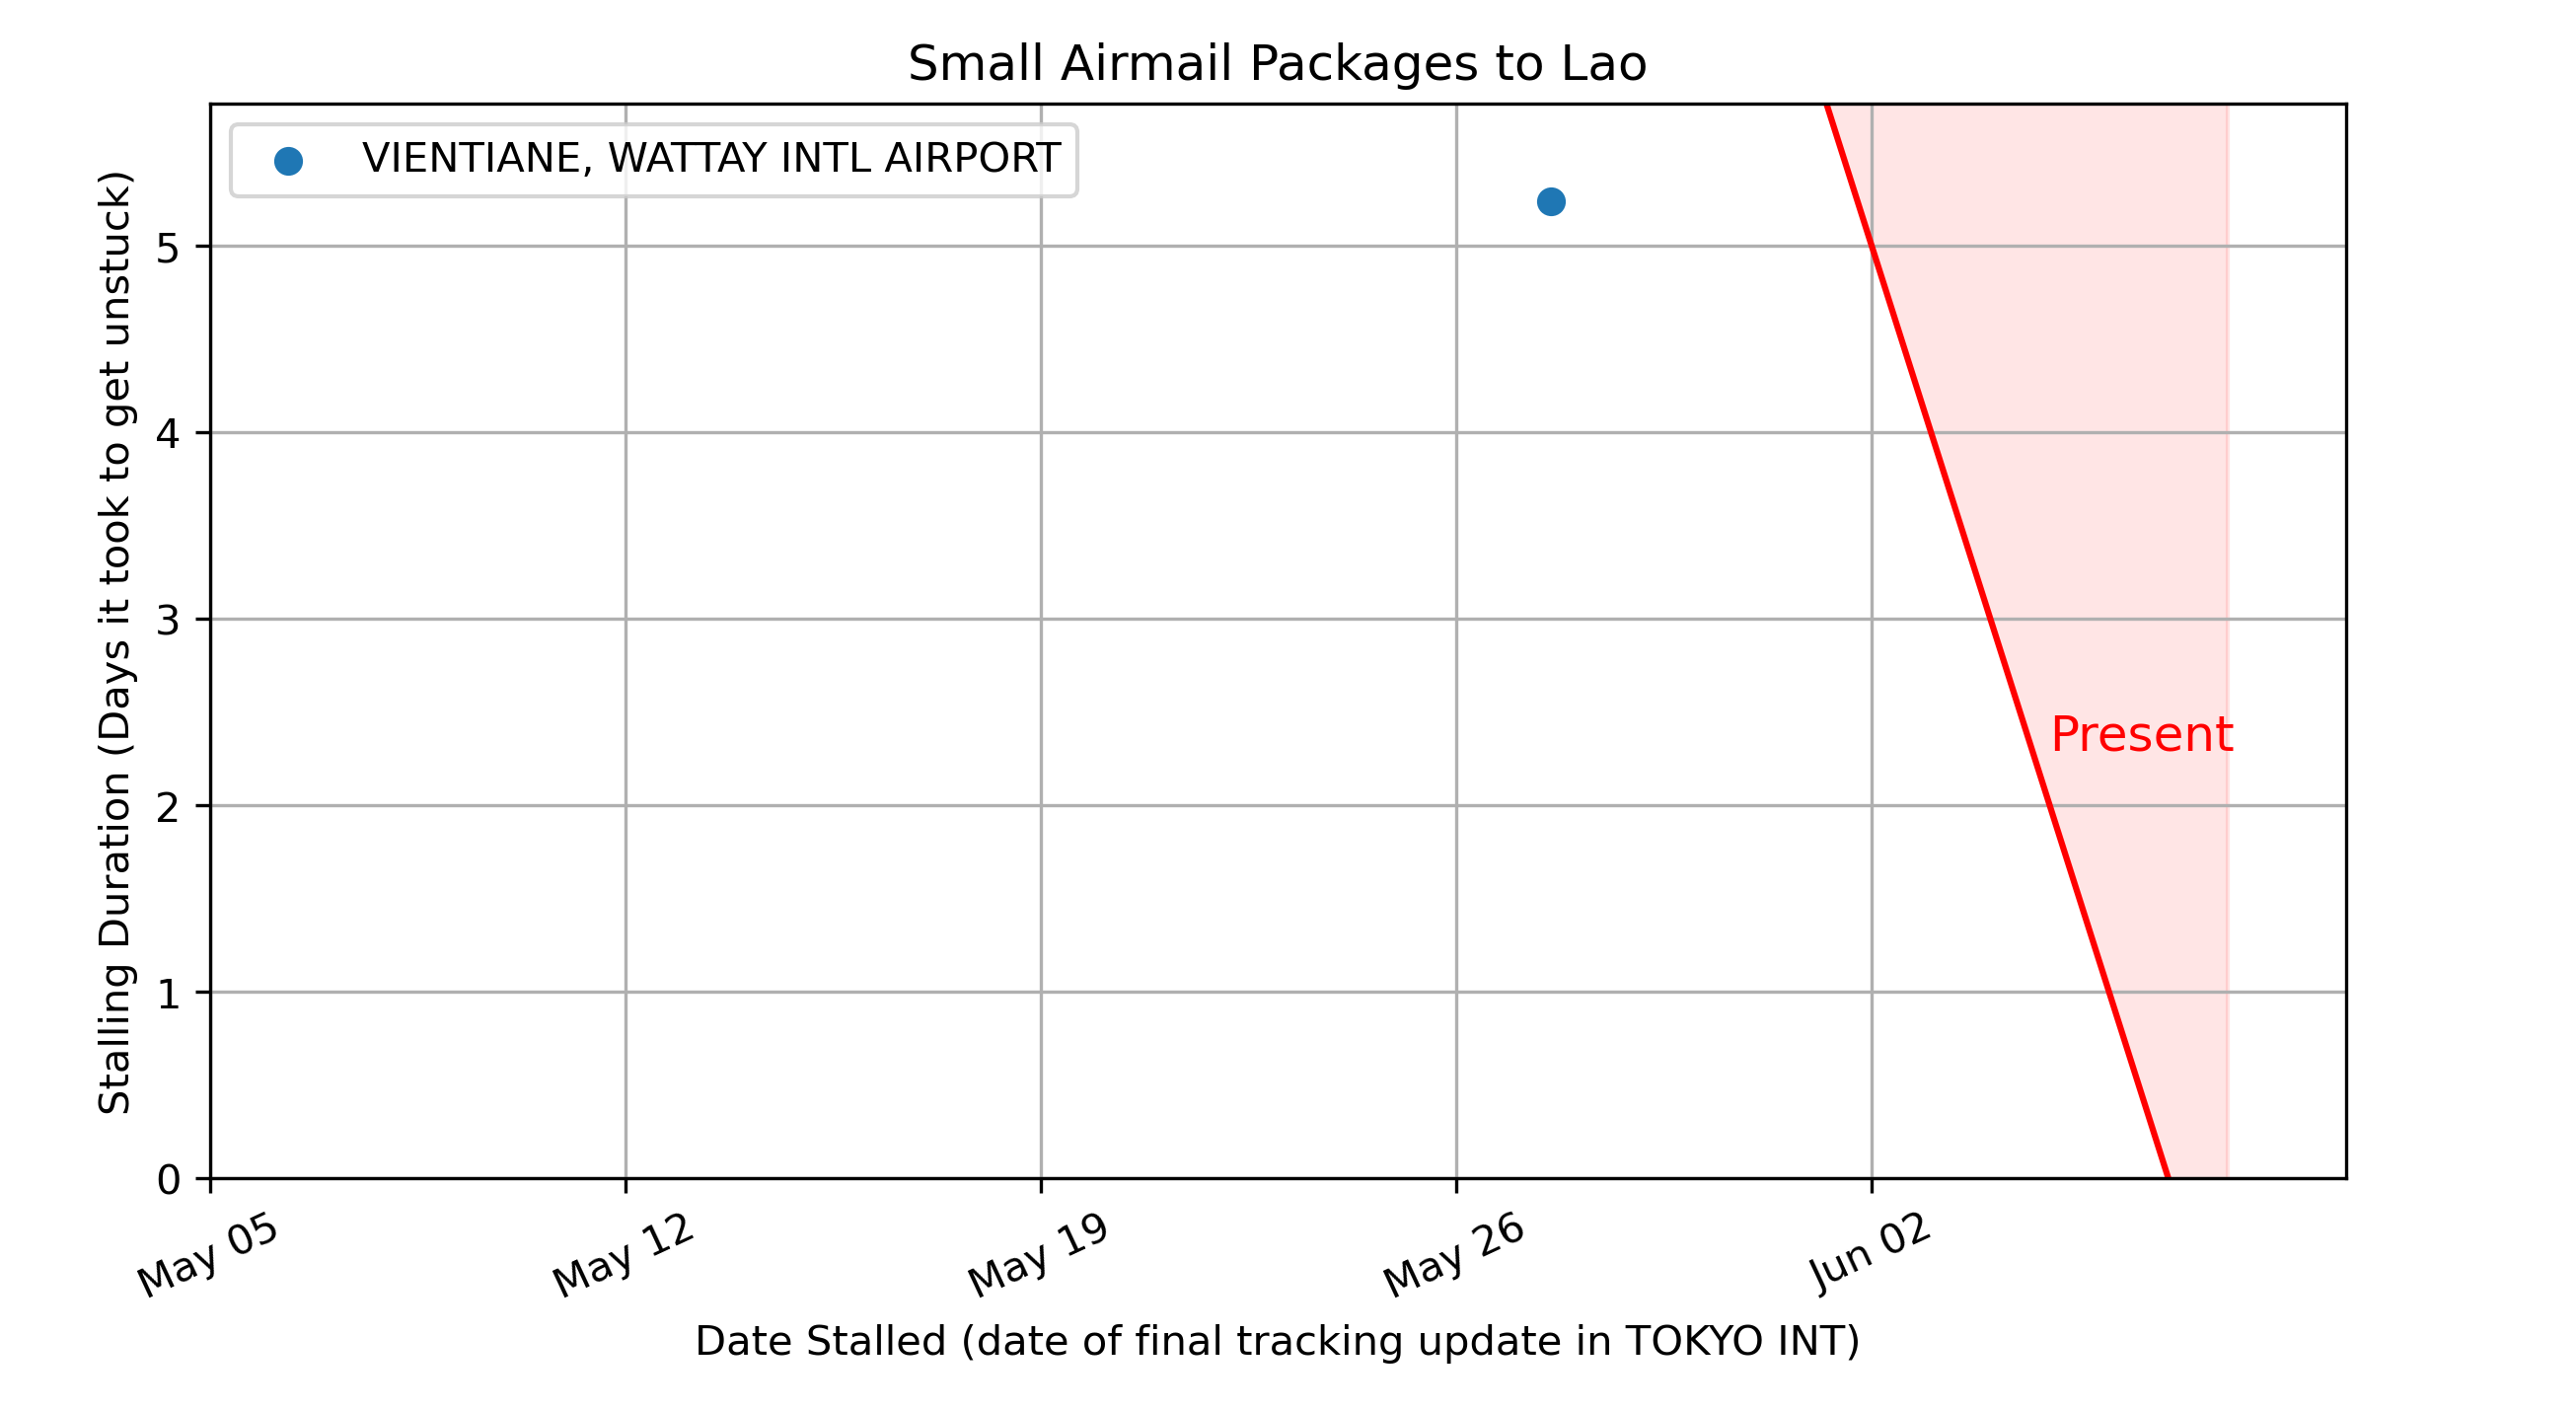 Small Airmail Packages to Lao
VIENTIANE, WATTAY INTL AIRPORT
Stalling Duration (Days it took to get unstuck)
5
4
3
2
1
0
Present
May 05
May 12
May 19
May 26
Jun 02
Date Stalled (date of final tracking update in TOKYO INT)